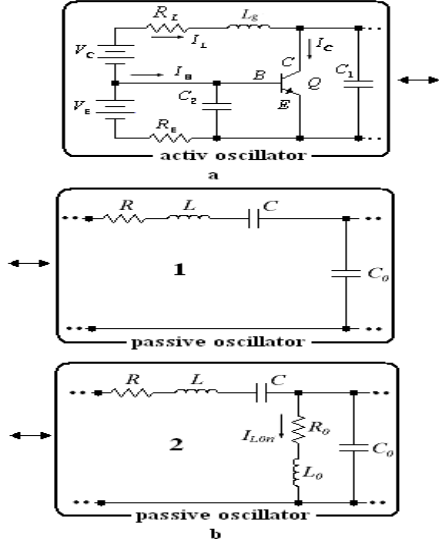 R_L L_g
I_L I_C
V_C C C_1
I_B B Q
V_E C_2 E
R_E
activ oscillator
a
R L C
1 C_0
passive oscillator
R L C
2 I_L0n R_0 C_0
L_0
passive oscillator
b